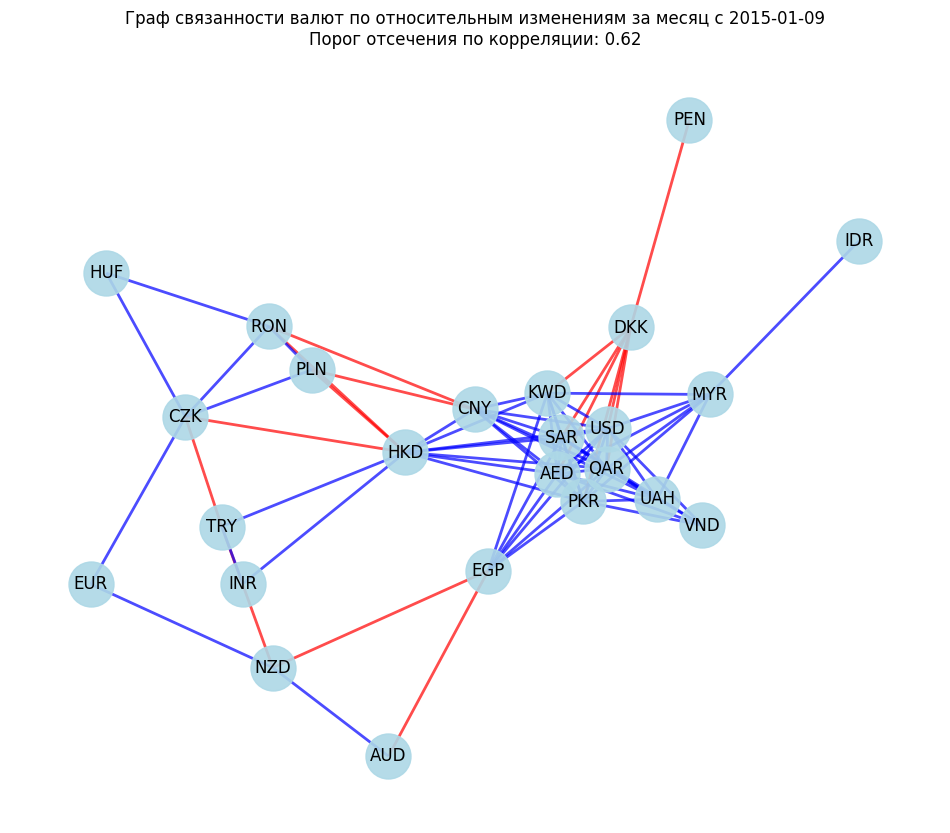 Граф связанности валют по относительным изменениям за месяц с 2015-01-09
Порог отсечения по корреляции: 0.62
PEN
IDR
HUF
RON
DKK
PLN
KWD
MYR
CNY
CZK
USD
SAR
HKD
QAR
AED
PKR
UAH
TRY
VND
EGP
EUR
INR
NZD
AUD